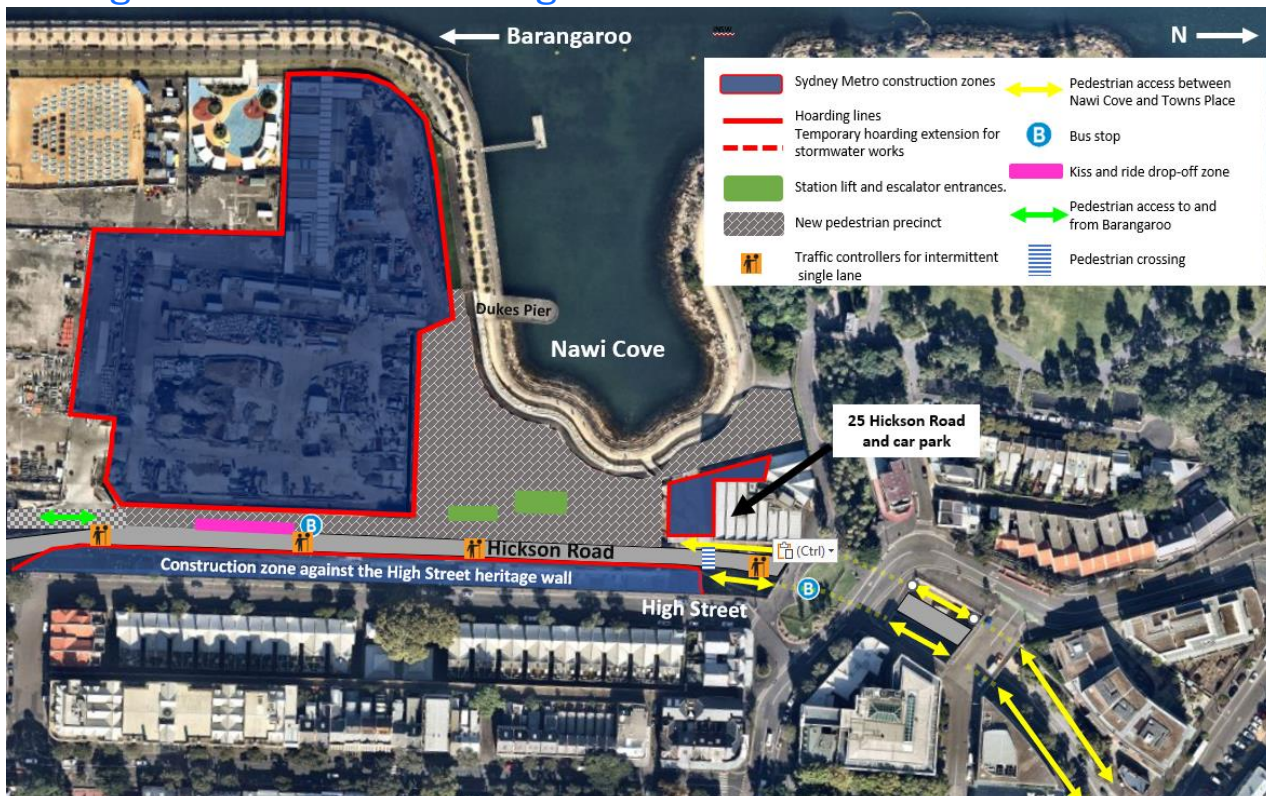 Barangaroo
N
Sydney Metro construction zones
Hoarding lines
Temporary hoarding extension for
stormwater works
Station lift and escalator entrances.
New pedestrian precinct
Traffic controllers for intermittent
single lane
Pedestrian access between
Nawi Cove and Towns Place
B
Bus stop
Kiss and ride drop-off zone
Pedestrian access to and
from Barangaroo
Pedestrian crossing
Dukes Pier
Nawi Cove
25 Hickson Road
and car park
B
Hickson Road
(Ctrl)
Construction zone against the High Street heritage wall
B
High Street